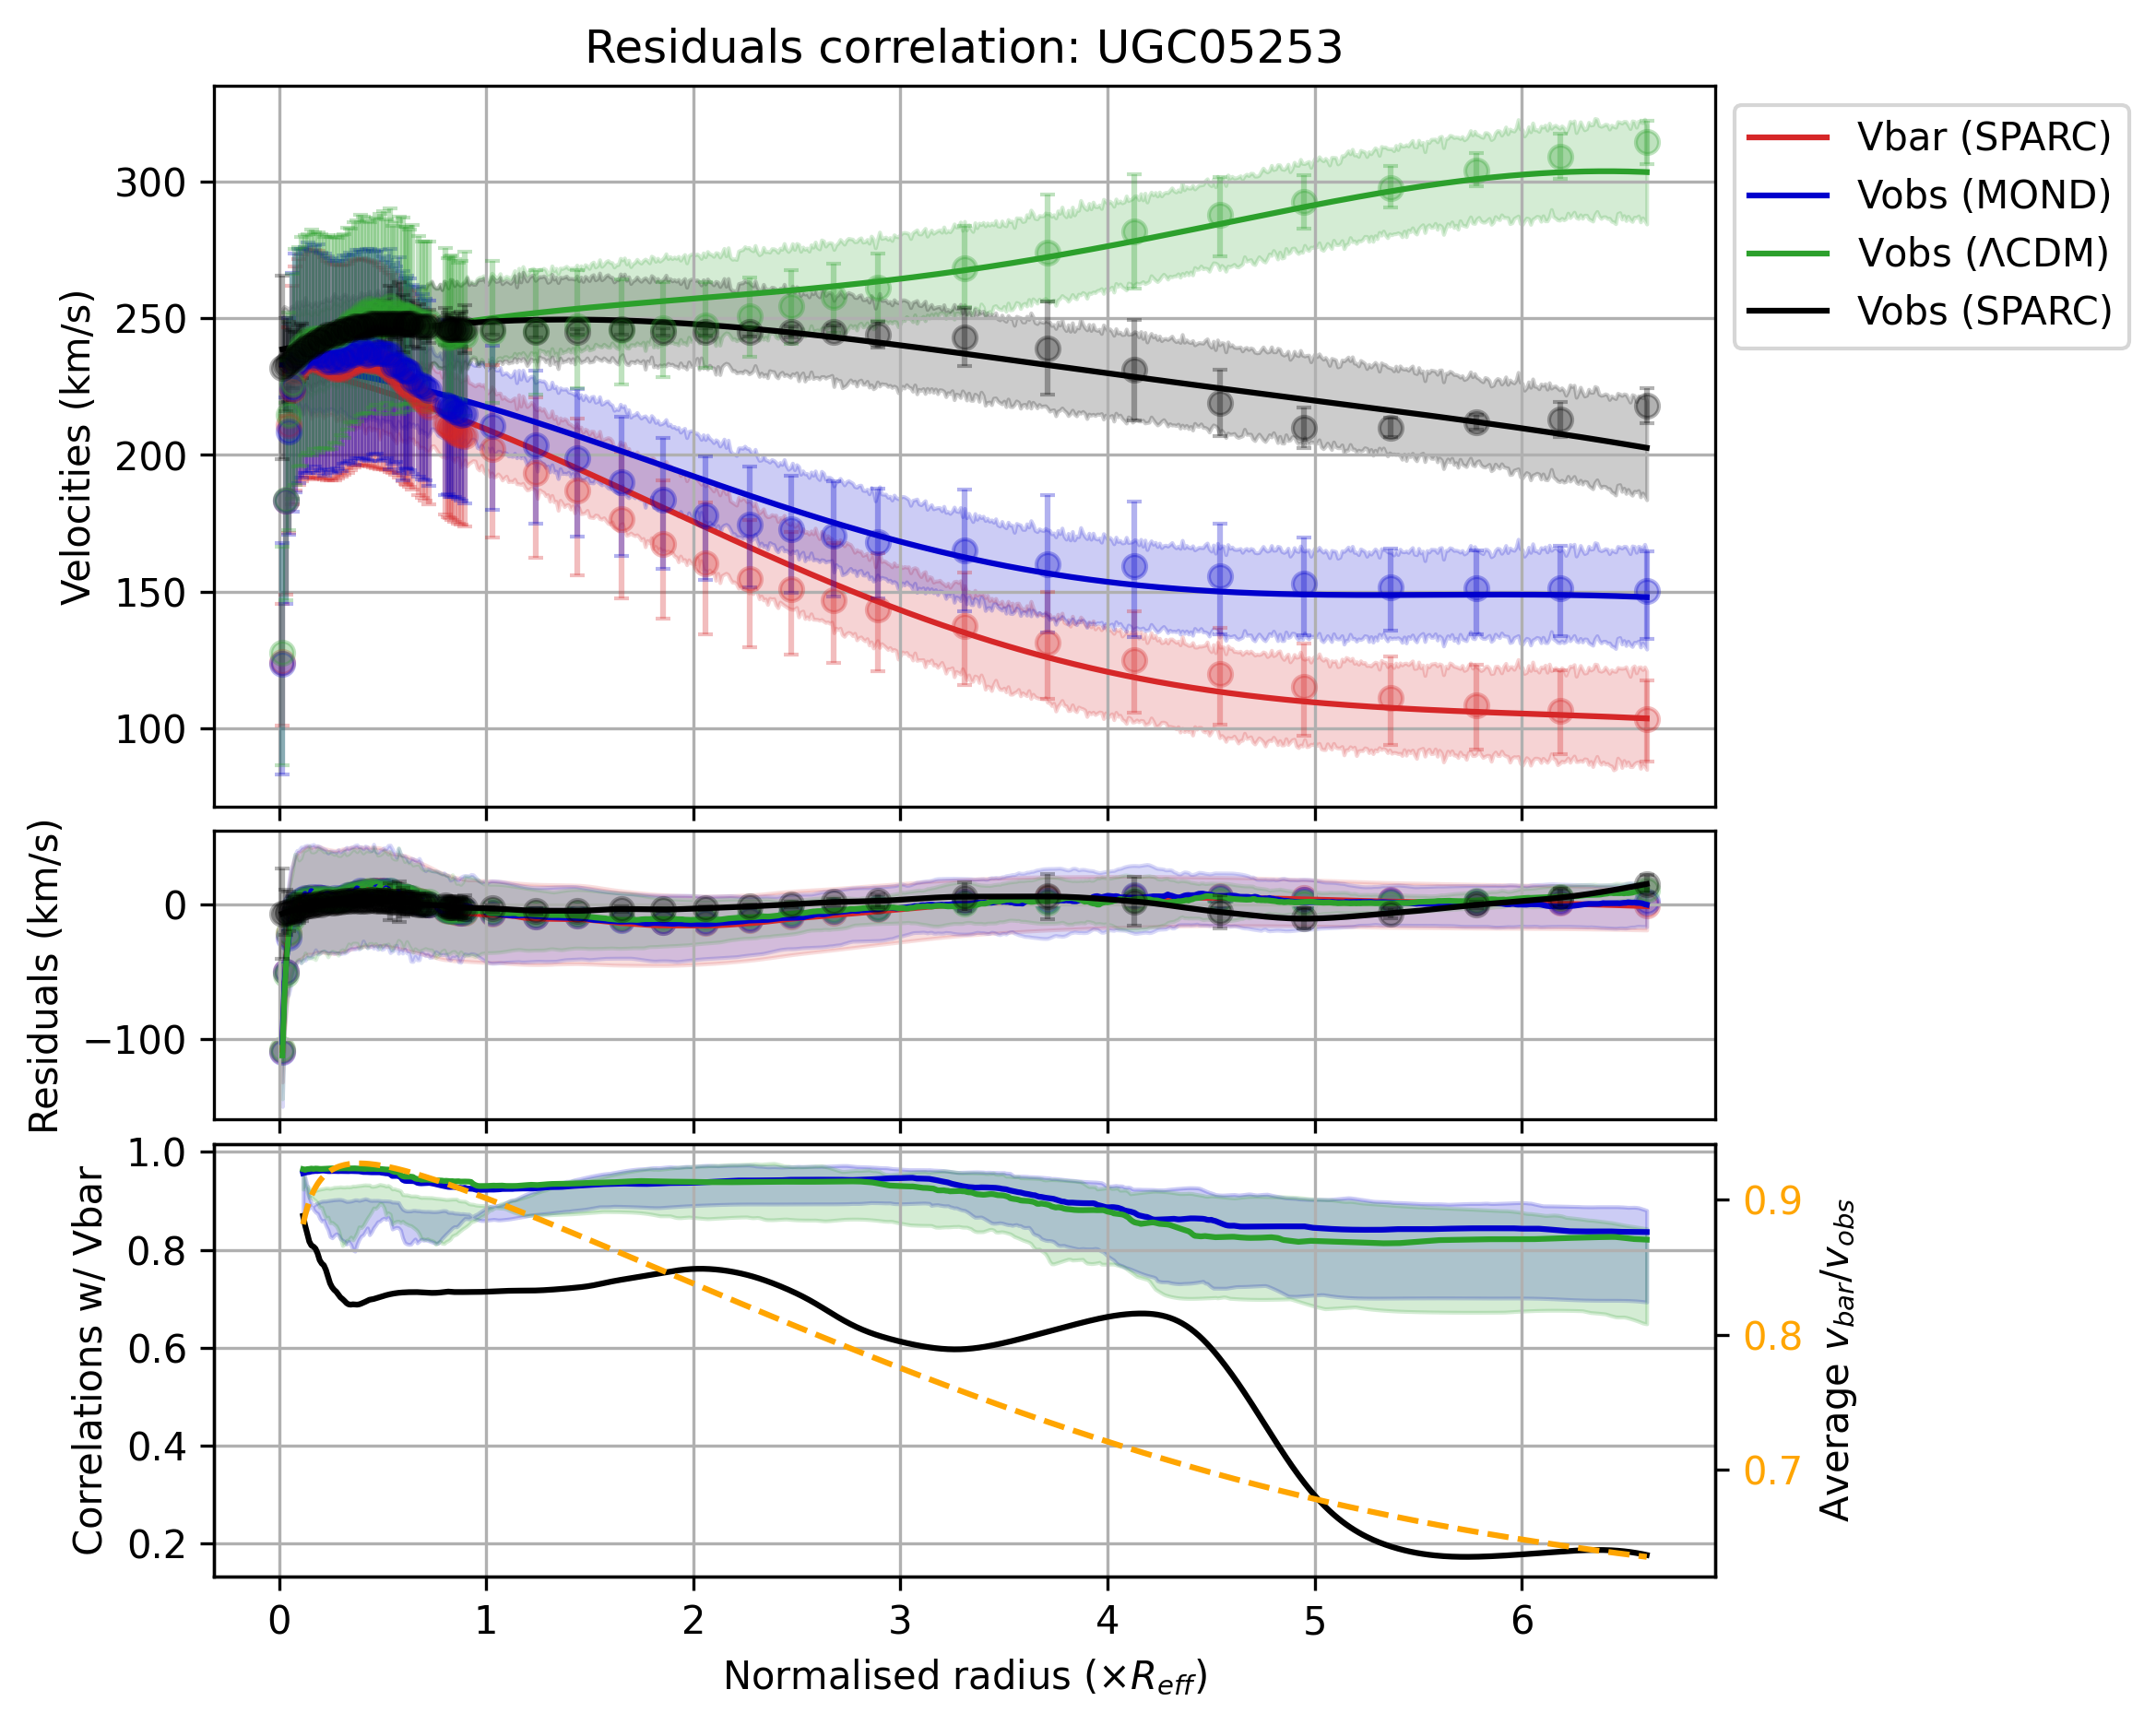 Residuals correlation: UGC05253
Vbar (SPARC)
Vobs (MOND)
Vobs (ΛCDM)
Vobs (SPARC)
Velocities (km/s)
300
250
200
150
100
Residuals (km/s)
0
−100
Correlations w/ Vbar
1.0
0.8
0.6
0.4
0.2
0.9
0.8
0.7
Average v_bar/v_obs
0 1 2 3 4 5 6
Normalised radius (×R_eff)